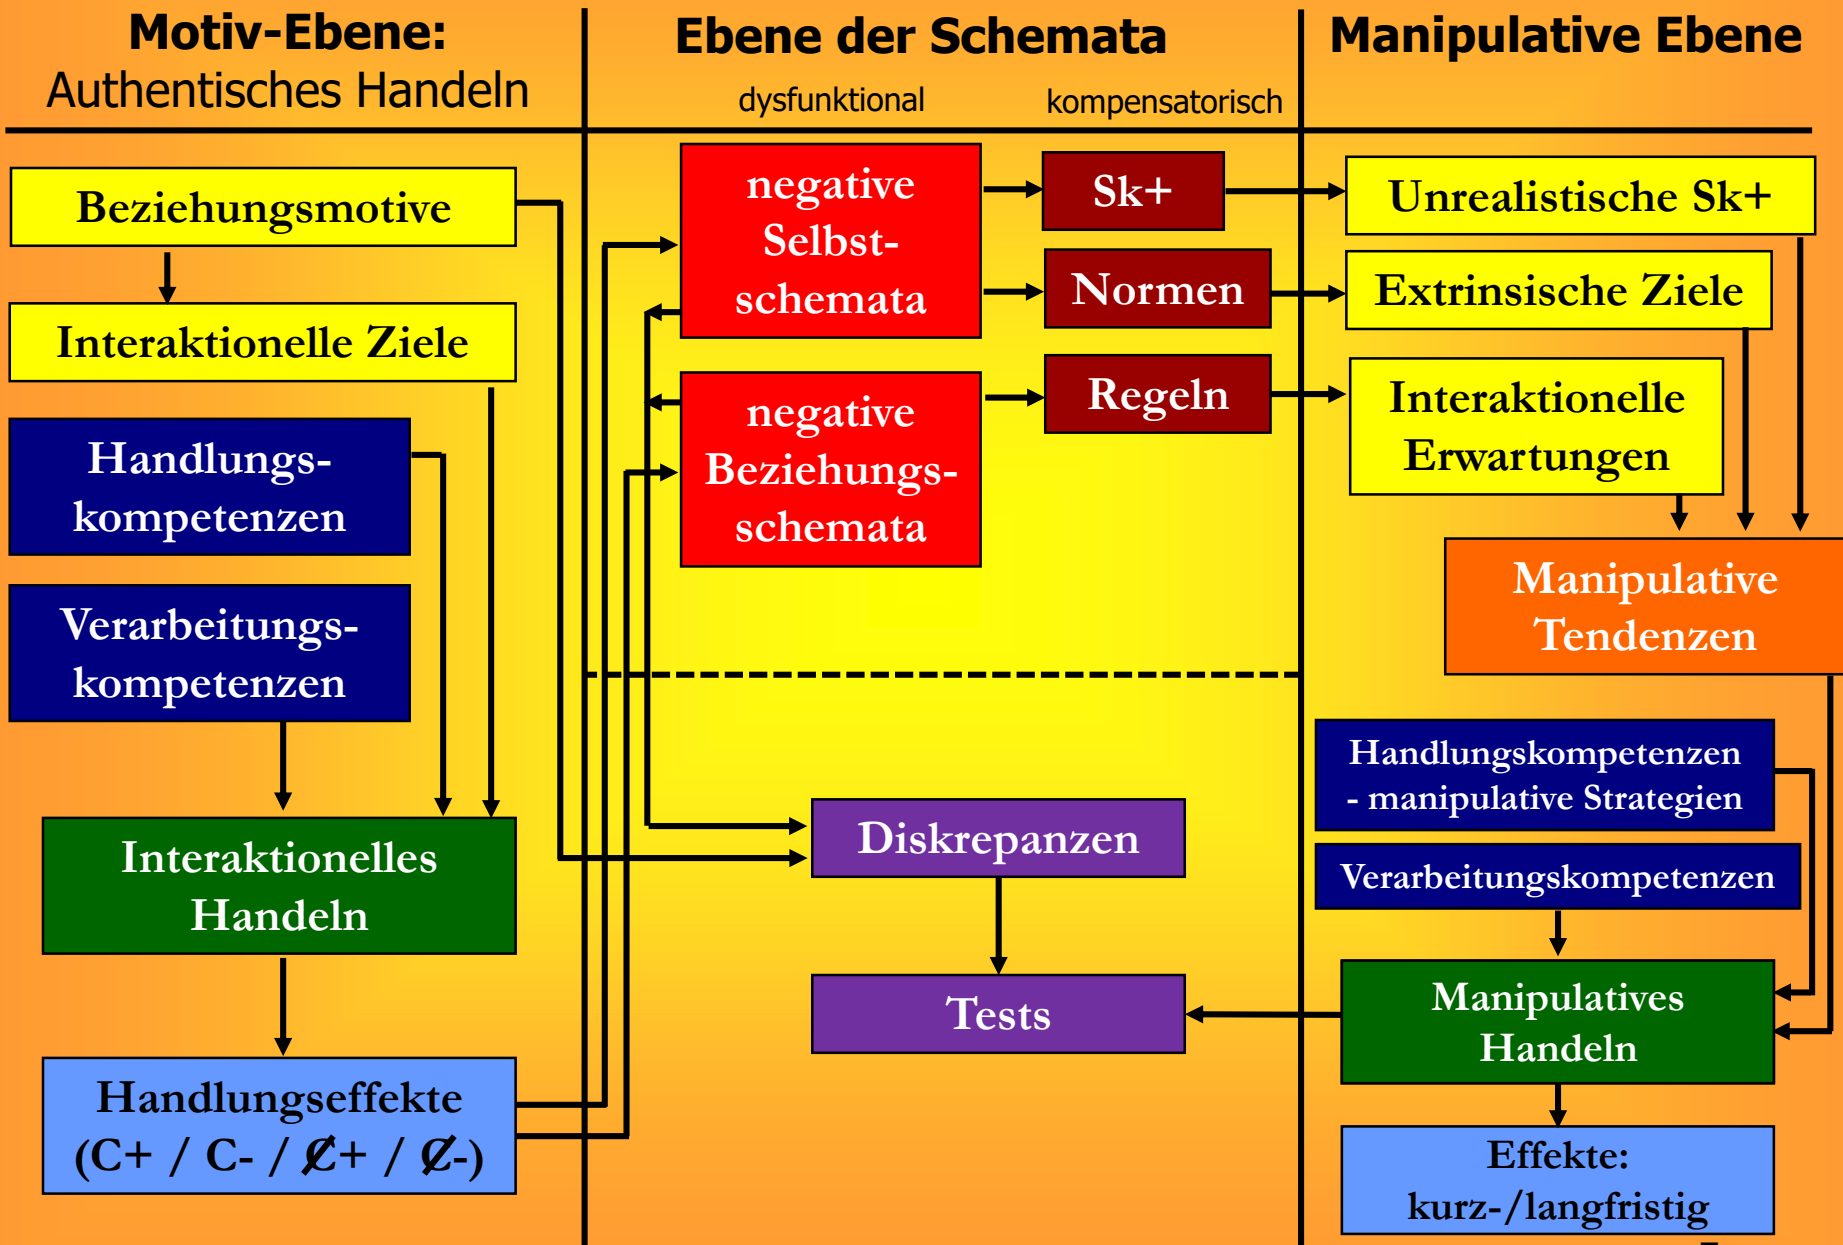 Motiv-Ebene:
Authentisches Handeln
Ebene der Schemata
dysfunktional
kompensatorisch
Manipulative Ebene
Beziehungsmotive
Interaktionelle Ziele
Handlungs-
kompetenzen
Verarbeitungs-
kompetenzen
Interaktionelles
Handeln
Handlungseffekte
(C+ / C- / C̸+ / C̸-)
negative
Selbst-
schemata
negative
Beziehungs-
schemata
Sk+
Normen
Regeln
Diskrepanzen
Tests
Unrealistische Sk+
Extrinsische Ziele
Interaktionelle
Erwartungen
Manipulative
Tendenzen
Handlungskompetenzen
- manipulative Strategien
Verarbeitungskompetenzen
Manipulatives
Handeln
Effekte:
kurz-/langfristig